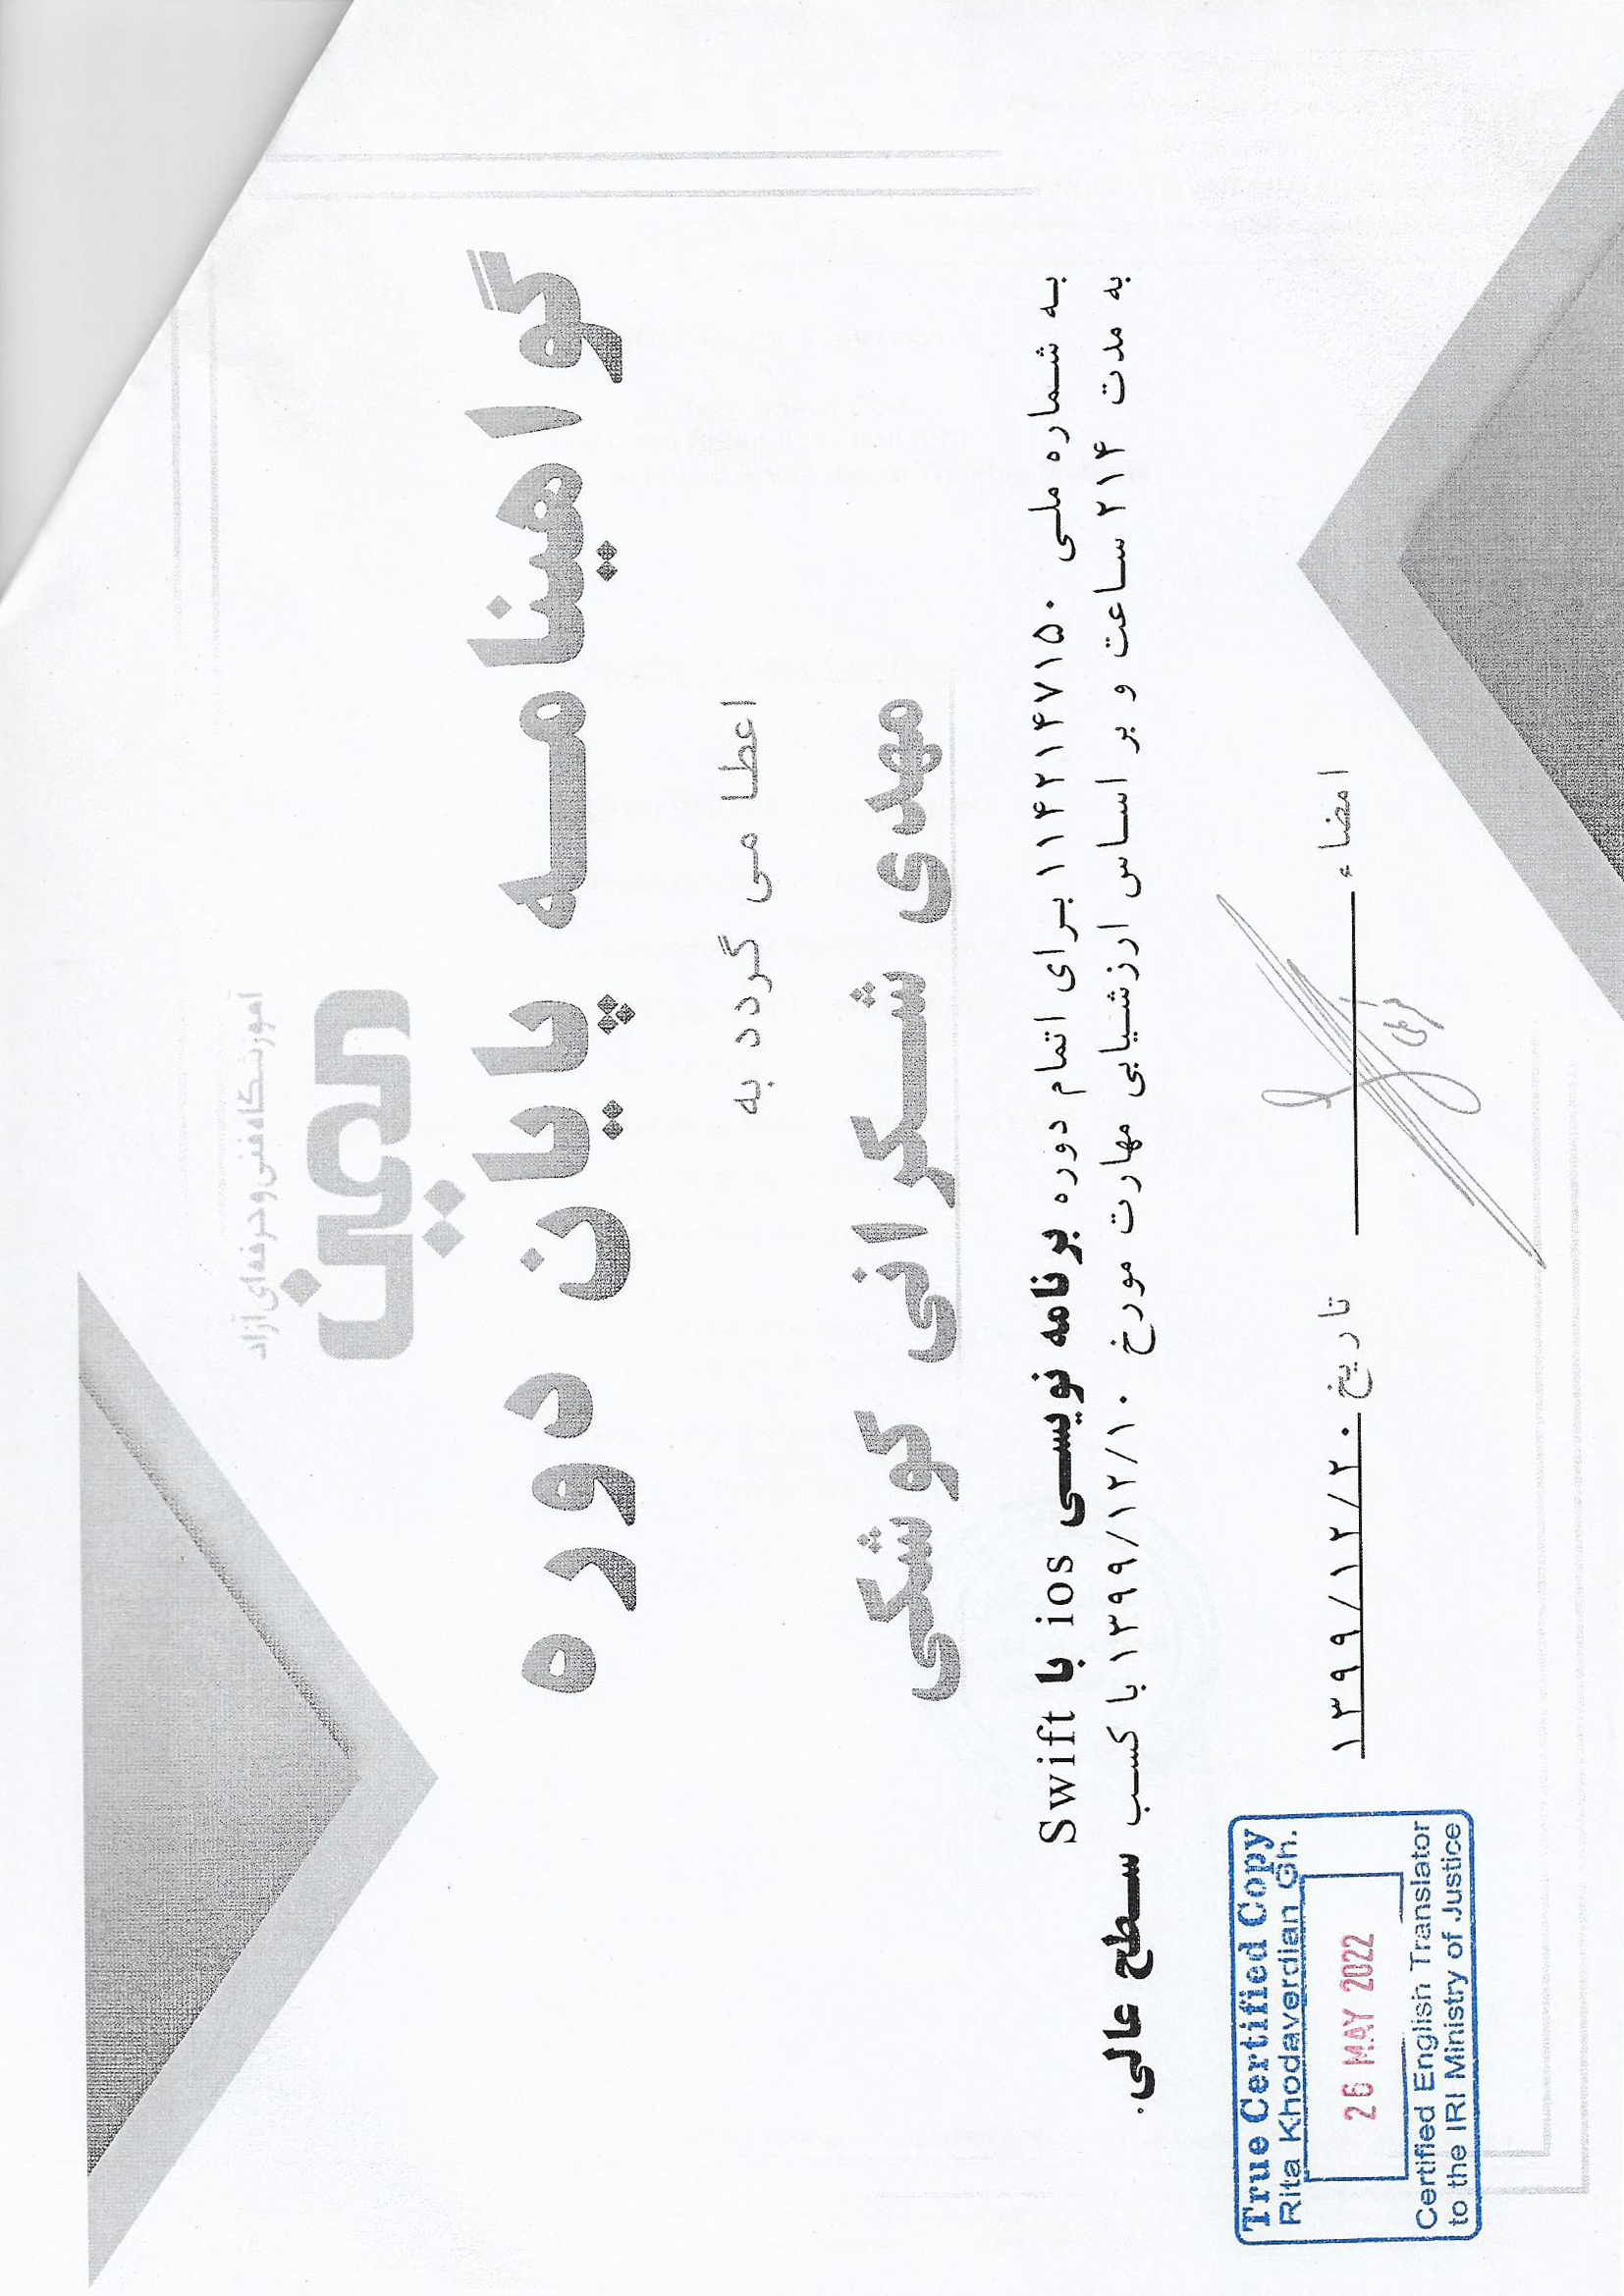 آموزشگاه فنی و حرفه‌ای آزاد
معین
گواهینامه پایان دوره
اعطا می گردد به
مهدی شکرانی کوشکی
به شماره ملی ۱۱۴۲۱۴۷۱۵۰ برای اتمام دوره برنامه نویسی ios با Swift
به مدت ۲۱۴ ساعت و بر اساس ارزشیابی مهارت مورخ ۱۳۹۹/۱۲/۱۰ با کسب سطح عالی.
امضاء
تاریخ ۱۳۹۹/۱۲/۲۰
True Certified Copy
Rita Khodaverdian Gh.
26 MAY 2022
Certified English Translator
to the IRI Ministry of Justice